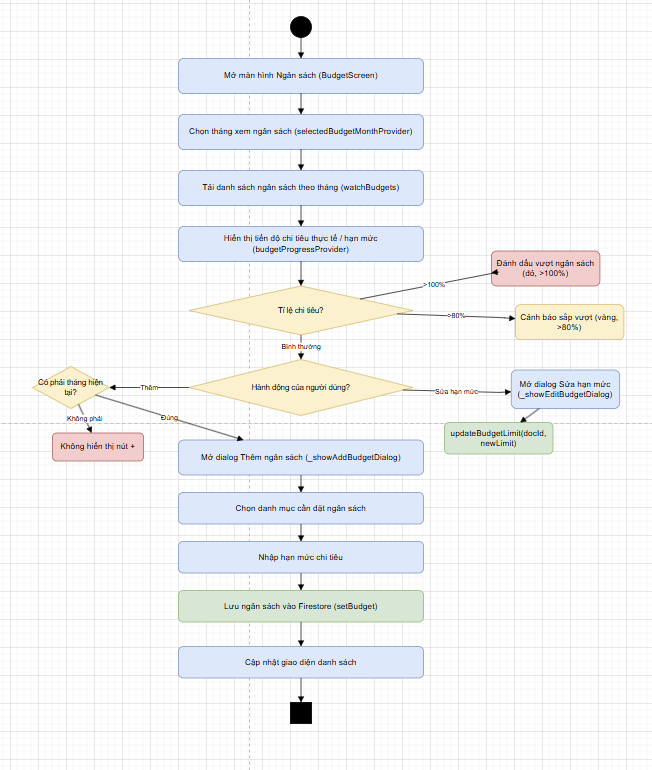 Mở màn hình Ngân sách (BudgetScreen)
Chọn tháng xem ngân sách (selectedBudgetMonthProvider)
Tải danh sách ngân sách theo tháng (watchBudgets)
Hiển thị tiến độ chi tiêu thực tế / hạn mức
(budgetProgressProvider)
Đánh dấu vượt ngân sách
(đỏ, >100%)
>100%
Tỉ lệ chi tiêu?
>80%
Cảnh báo sắp vượt (vàng,
>80%)
Bình thường
Có phải tháng hiện
tại?
Thêm
Hành động của người dùng?
Sửa hạn mức
Mở dialog Sửa hạn mức
(_showEditBudgetDialog)
Không phải
Đúng
Không hiển thị nút +
updateBudgetLimit(docId,
newLimit)
Mở dialog Thêm ngân sách (_showAddBudgetDialog)
Chọn danh mục cần đặt ngân sách
Nhập hạn mức chi tiêu
Lưu ngân sách vào Firestore (setBudget)
Cập nhật giao diện danh sách